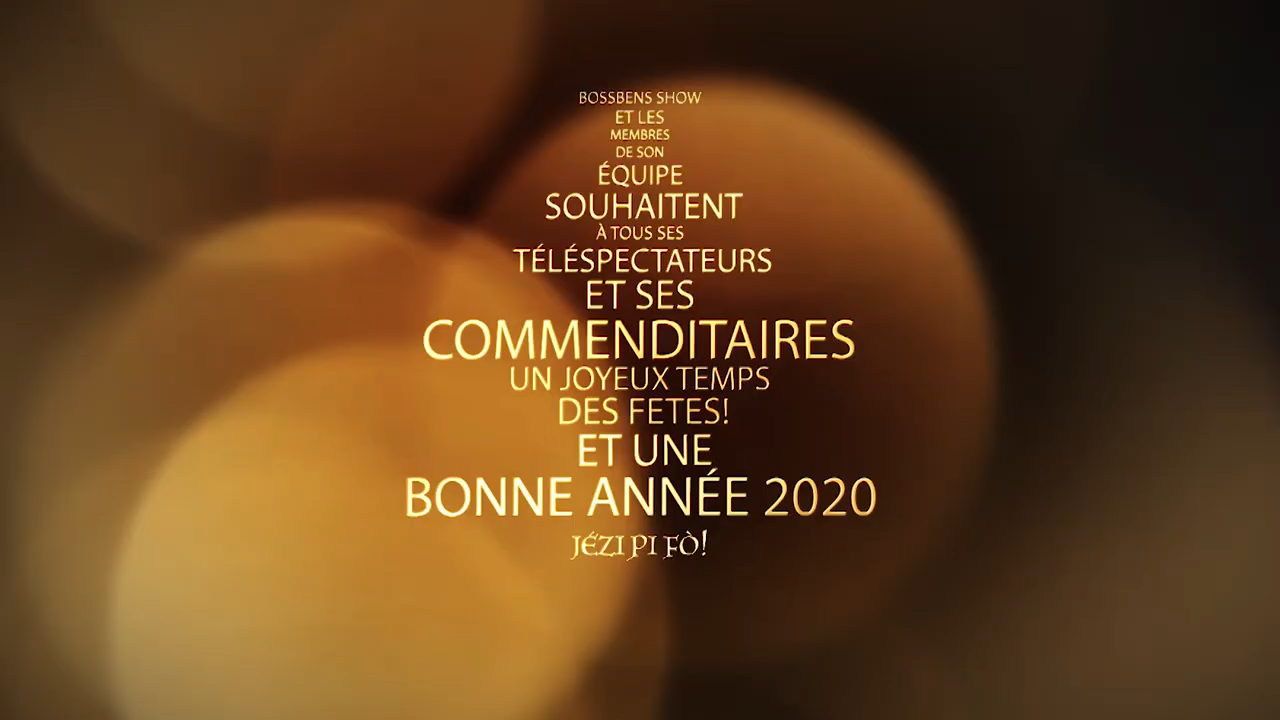 BOSSBENS SHOW
ET LES
MEMBRES
DE SON
ÉQUIPE
SOUHAITENT
À TOUS SES
TÉLÉSPECTATEURS
ET SES
COMMENDITAIRES
UN JOYEUX TEMPS
DES FETES!
ET UNE
BONNE ANNÉE 2020
JÉZI PI FÒ!